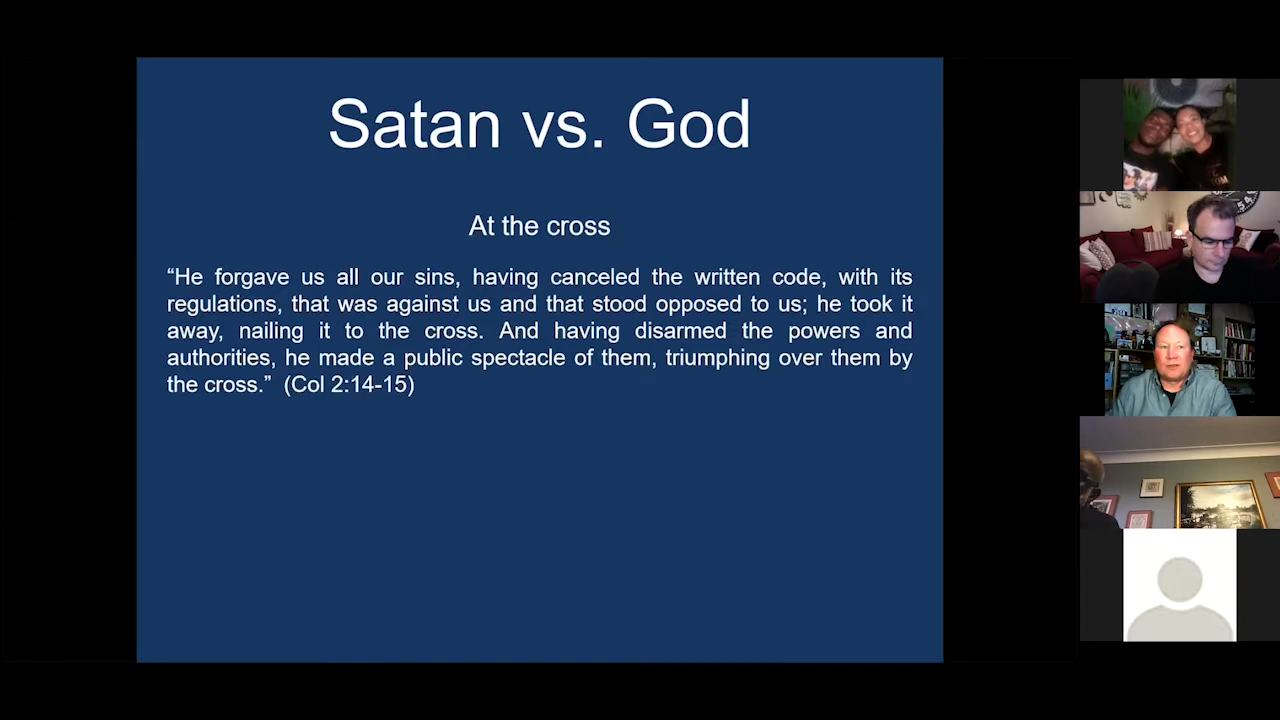 Satan vs. God
At the cross
“He forgave us all our sins, having canceled the written code, with its
regulations, that was against us and that stood opposed to us; he took it
away, nailing it to the cross. And having disarmed the powers and
authorities, he made a public spectacle of them, triumphing over them by
the cross.”  (Col 2:14-15)